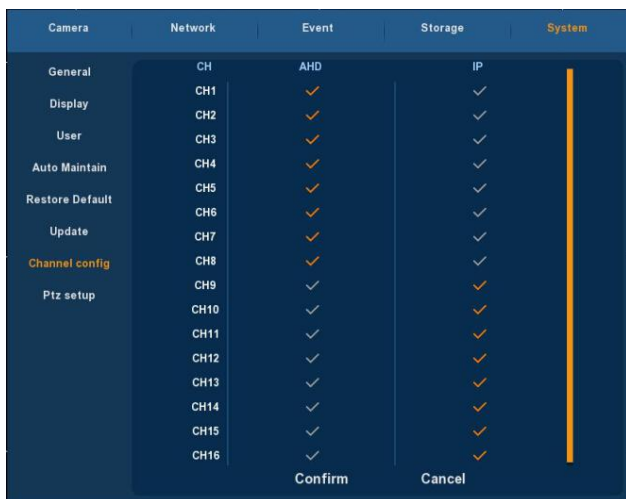 Camera Network Event Storage System
General CH AHD IP
CH1
Display CH2
User CH3
Auto Maintain CH4
CH5
Restore Default CH6
Update CH7
Channel config CH8
Ptz setup CH9
CH10
CH11
CH12
CH13
CH14
CH15
CH16
Confirm Cancel